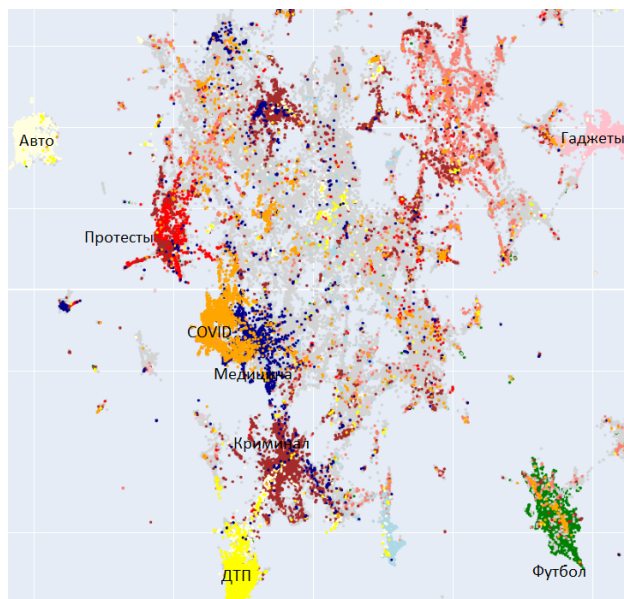 Авто
Гаджеты
Протесты
COVID
Медицина
Криминал
ДТП
Футбол